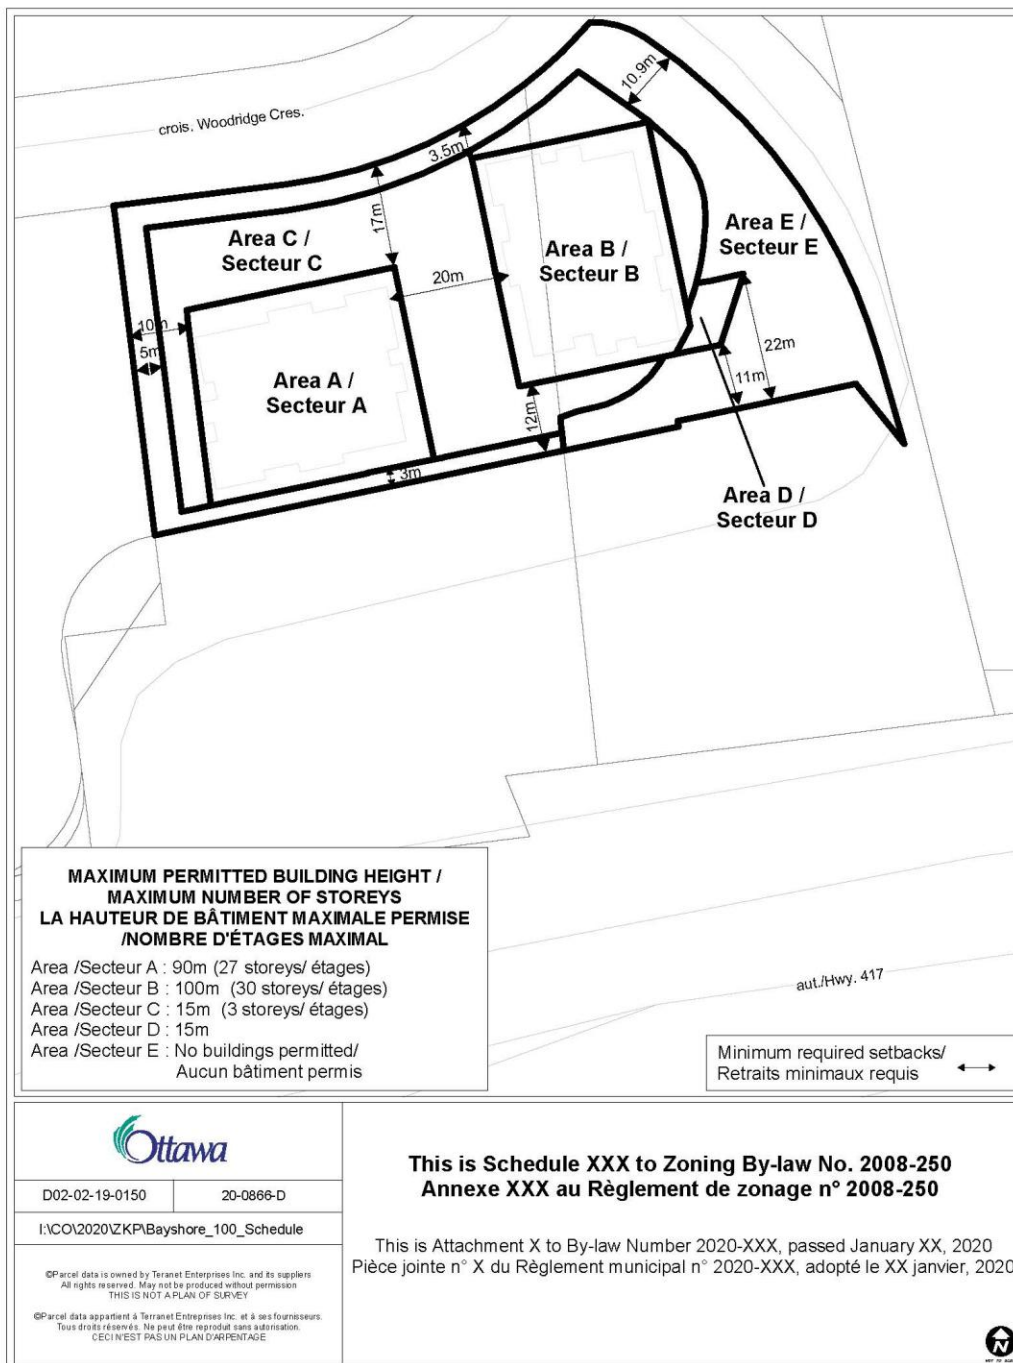 crois. Woodridge Cres.
10.9m
3.5m
17m
Area C /
Secteur C
Area B /
Secteur B
Area E /
Secteur E
20m
10m
5m
22m
11m
Area A /
Secteur A
12m
3m
Area D /
Secteur D
MAXIMUM PERMITTED BUILDING HEIGHT /
MAXIMUM NUMBER OF STOREYS
LA HAUTEUR DE BÂTIMENT MAXIMALE PERMISE
/NOMBRE D'ÉTAGES MAXIMAL
Area /Secteur A : 90m (27 storeys/ étages)
Area /Secteur B : 100m (30 storeys/ étages)
Area /Secteur C : 15m (3 storeys/ étages)
Area /Secteur D : 15m
Area /Secteur E : No buildings permitted/
Aucun bâtiment permis
aut./Hwy. 417
Minimum required setbacks/
Retraits minimaux requis
Ottawa
D02-02-19-0150 20-0866-D
I:\CO\2020\ZKP\Bayshore_100_Schedule
©Parcel data is owned by Teranet Enterprises Inc. and its suppliers
All rights reserved. May not be produced without permission
THIS IS NOT A PLAN OF SURVEY
©Parcel data appartient à Terranet Entreprises Inc. et à ses fournisseurs.
Tous droits réservés. Ne peut être reproduit sans autorisation.
CECI N'EST PAS UN PLAN D'ARPENTAGE
This is Schedule XXX to Zoning By-law No. 2008-250
Annexe XXX au Règlement de zonage n° 2008-250
This is Attachment X to By-law Number 2020-XXX, passed January XX, 2020
Pièce jointe n° X du Règlement municipal n° 2020-XXX, adopté le XX janvier, 2020
N